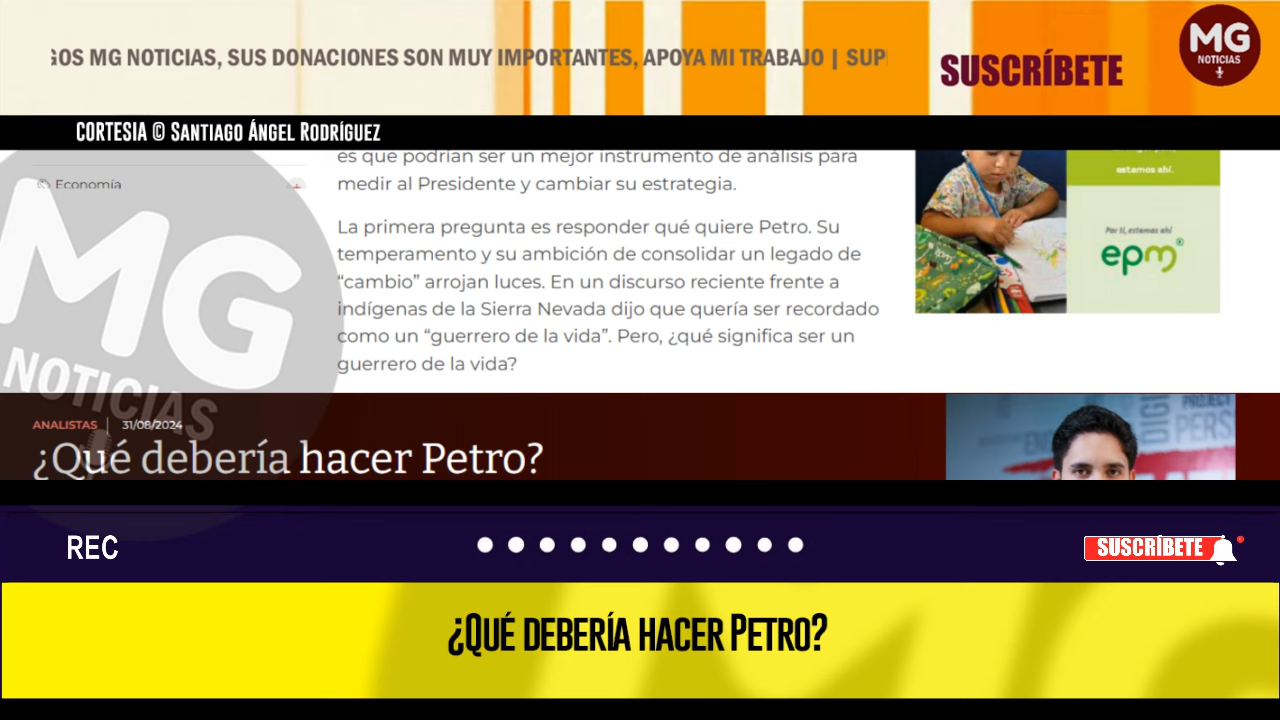 GOS MG NOTICIAS, SUS DONACIONES SON MUY IMPORTANTES, APOYA MI TRABAJO | SUP
SUSCRÍBETE
MG
NOTICIAS
CORTESIA © SANTIAGO ÁNGEL RODRÍGUEZ
es que podrían ser un mejor instrumento de análisis para
medir al Presidente y cambiar su estrategia.
Economía
La primera pregunta es responder qué quiere Petro. Su
temperamento y su ambición de consolidar un legado de
“cambio” arrojan luces. En un discurso reciente frente a
indígenas de la Sierra Nevada dijo que quería ser recordado
como un “guerrero de la vida”. Pero, ¿qué significa ser un
guerrero de la vida?
estamos ahí.
Por ti, estamos ahí
epm®
MG
NOTICIAS
ANALISTAS | 31/08/2024
¿Qué debería hacer Petro?
DIGI
PROJECT
PERS
REC
SUSCRÍBETE
¿QUÉ DEBERÍA HACER PETRO?